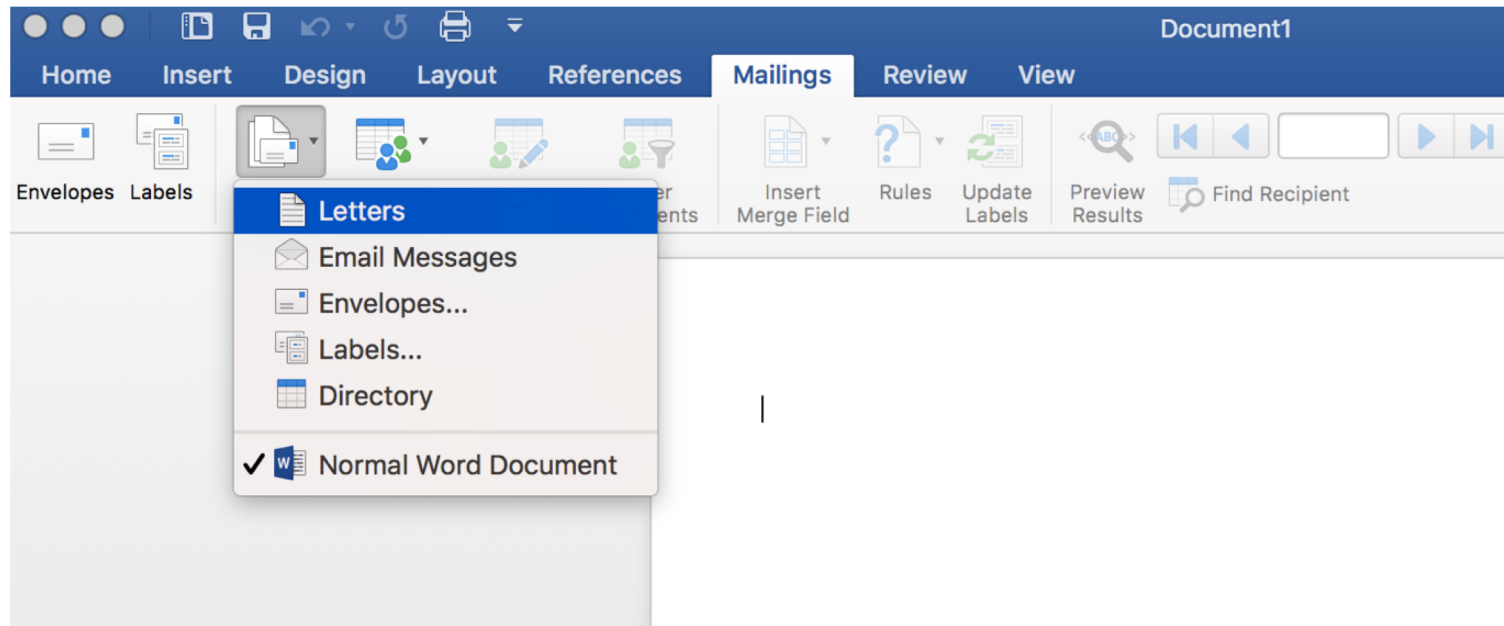 Document1
Home Insert Design Layout References Mailings Review View
Envelopes Labels
Insert Merge Field
Rules
Update Labels
Preview Results
Find Recipient
Letters
Email Messages
Envelopes...
Labels...
Directory
Normal Word Document